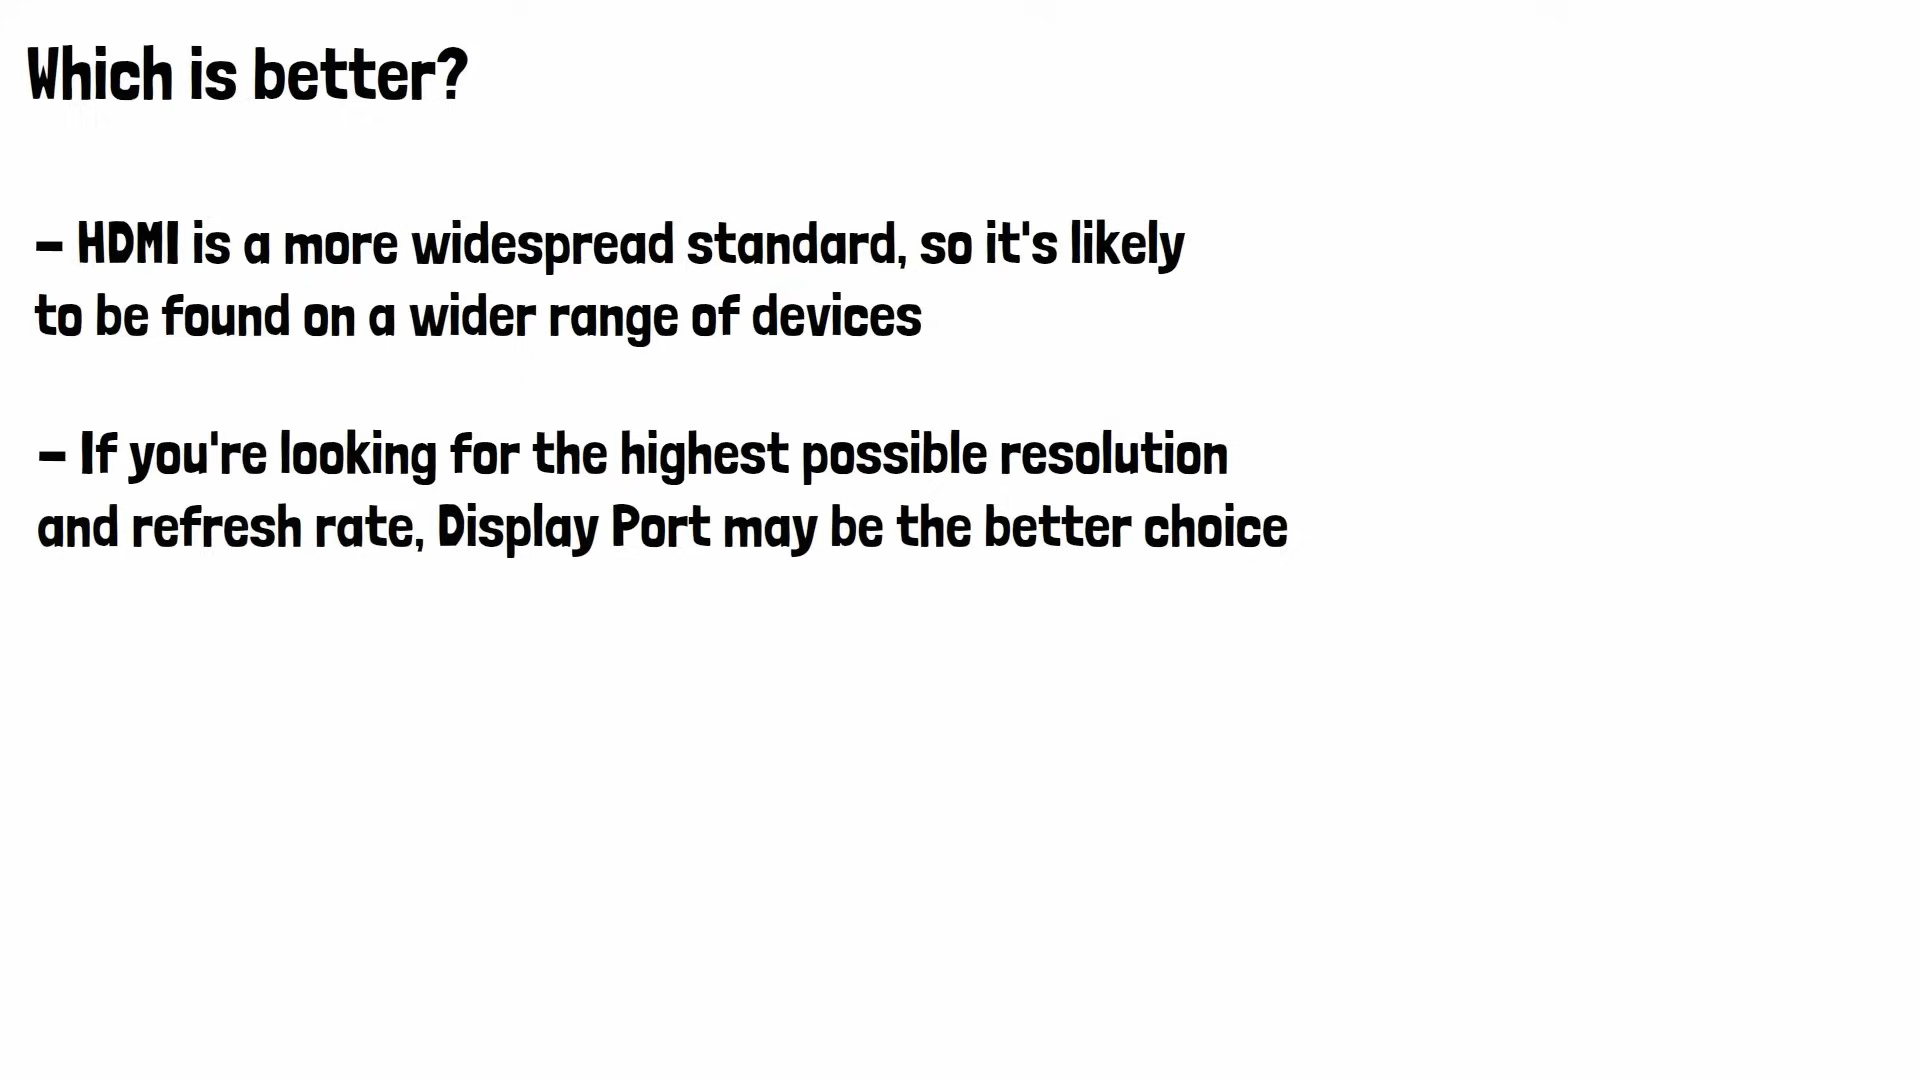 Which is better?
- HDMI is a more widespread standard, so it's likely
to be found on a wider range of devices
- If you're looking for the highest possible resolution
and refresh rate, Display Port may be the better choice